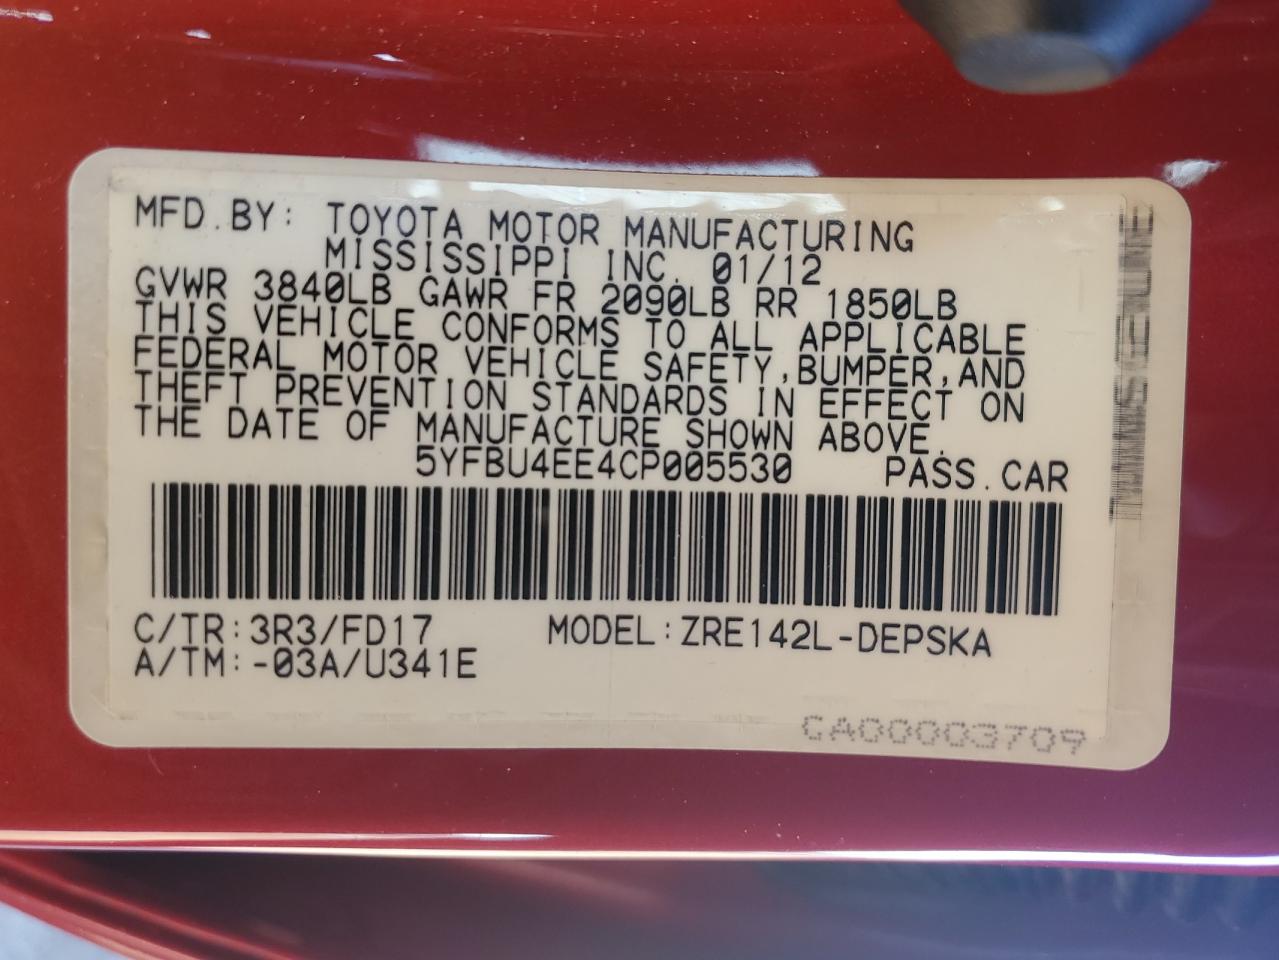 MFD.BY: TOYOTA MOTOR MANUFACTURING
MISSISSIPPI INC. 01/12
GVWR 3840LB GAWR FR 2090LB RR 1850LB
THIS VEHICLE CONFORMS TO ALL APPLICABLE
FEDERAL MOTOR VEHICLE SAFETY,BUMPER,AND
THEFT PREVENTION STANDARDS IN EFFECT ON
THE DATE OF MANUFACTURE SHOWN ABOVE.
5YFBU4EE4CP005530 PASS.CAR
C/TR:3R3/FD17 MODEL:ZRE142L-DEPSKA
A/TM:-03A/U341E
CA00003709